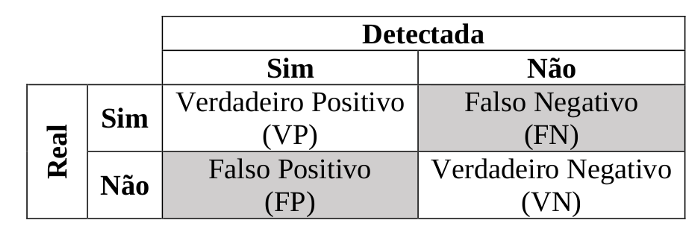 Detectada
Sim Não
Real
Sim
Verdadeiro Positivo
(VP)
Falso Negativo
(FN)
Não
Falso Positivo
(FP)
Verdadeiro Negativo
(VN)